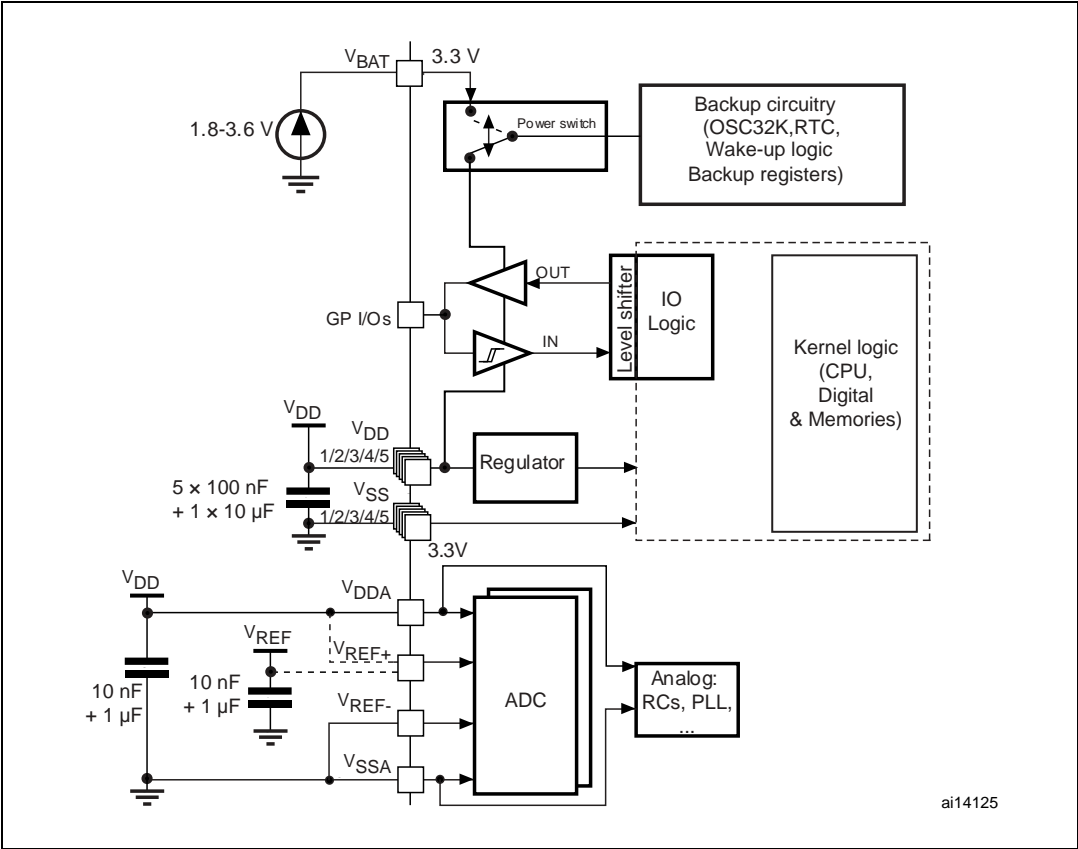 VBAT
3.3 V
1.8-3.6 V
Power switch
Backup circuitry
(OSC32K,RTC,
Wake-up logic
Backup registers)
OUT
GP I/Os
IN
Level shifter
IO
Logic
Kernel logic
(CPU,
Digital
& Memories)
VDD
VDD
1/2/3/4/5
Regulator
5 × 100 nF
+ 1 × 10 µF
VSS
1/2/3/4/5
3.3V
VDD
VDDA
VREF
VREF+
10 nF
+ 1 µF
10 nF
+ 1 µF
VREF-
VSSA
ADC
Analog:
RCs, PLL,
...
ai14125